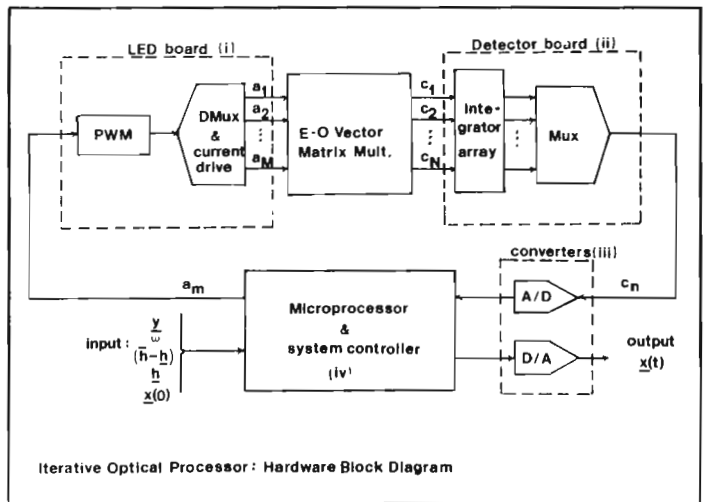 LED board (i)
Detector board (ii)
PWM
DMux
&
current
drive
a1
a2
⋮
aM
E-O Vector
Matrix Mult.
c1
c2
⋮
cN
Inte-
grator
array
⋮
Mux
converters(iii)
am
Microprocessor
&
system controller
(iv)
A/D
cn
D/A
output
x(t)
input :
y
ω
(h-h)
h
x(0)
Iterative Optical Processor: Hardware Block Diagram